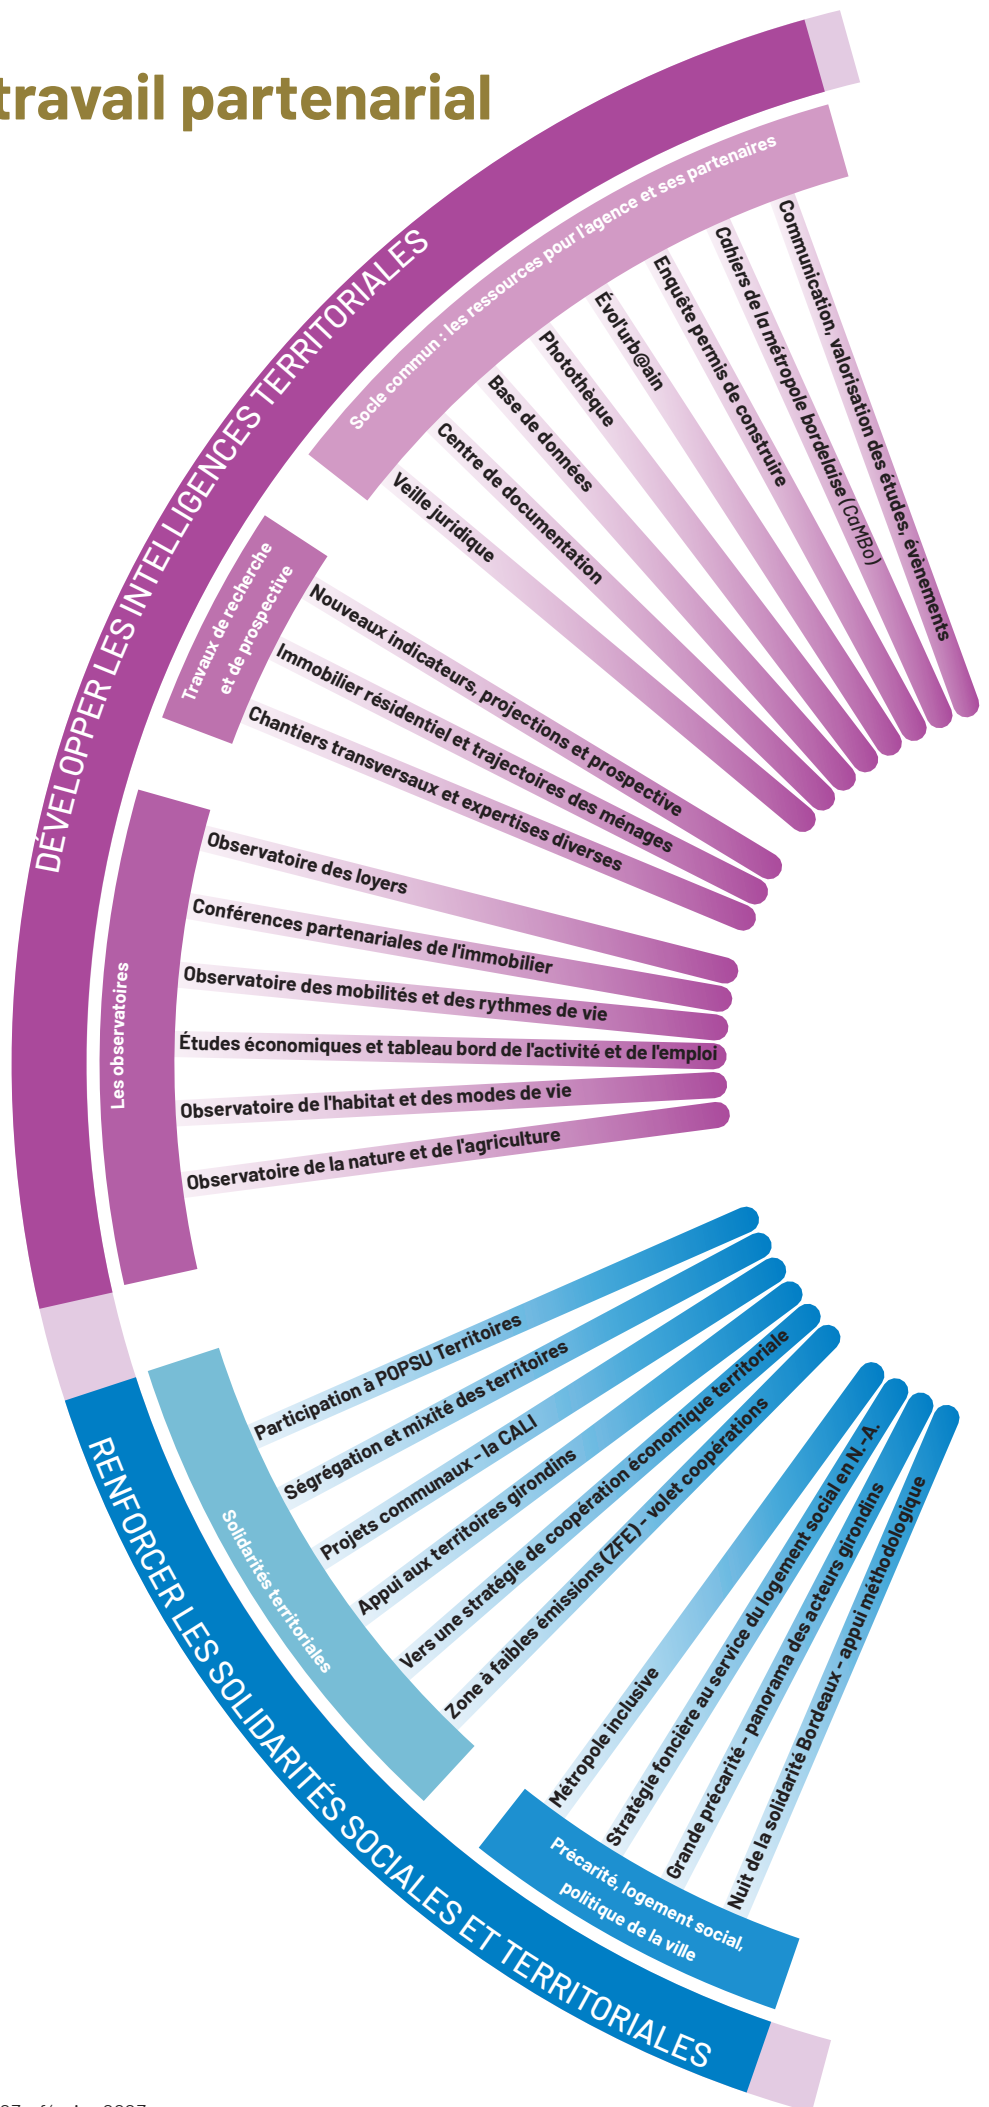 travail partenarial
DÉVELOPPER LES INTELLIGENCES TERRITORIALES
Socle commun : les ressources pour l'agence et ses partenaires
Communication, valorisation des études, évènements
Cahiers de la métropole bordelaise (CaMBo)
Enquête permis de construire
Évol'urb@ain
Photothèque
Base de données
Centre de documentation
Veille juridique
Travaux de recherche
et de prospective
Nouveaux indicateurs, projections et prospective
Immobilier résidentiel et trajectoires des ménages
Chantiers transversaux et expertises diverses
Les observatoires
Observatoire des loyers
Conférences partenariales de l'immobilier
Observatoire des mobilités et des rythmes de vie
Études économiques et tableau bord de l'activité et de l'emploi
Observatoire de l'habitat et des modes de vie
Observatoire de la nature et de l'agriculture
RENFORCER LES SOLIDARITÉS SOCIALES ET TERRITORIALES
Solidarités territoriales
Participation à POPSU Territoires
Ségrégation et mixité des territoires
Projets communaux - la CALI
Appui aux territoires girondins
Vers une stratégie de coopération économique territoriale
Zone à faibles émissions (ZFE) - volet coopérations
Précarité, logement social,
politique de la ville
Métropole inclusive
Stratégie foncière au service du logement social en N.-A.
Grande précarité - panorama des acteurs girondins
Nuit de la solidarité Bordeaux - appui méthodologique